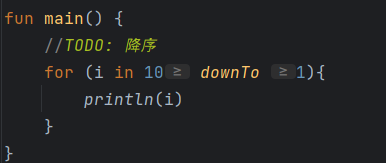 fun main() {
    //TODO: 降序
    for (i in 10≥ downTo ≥1){
        println(i)
    }
}